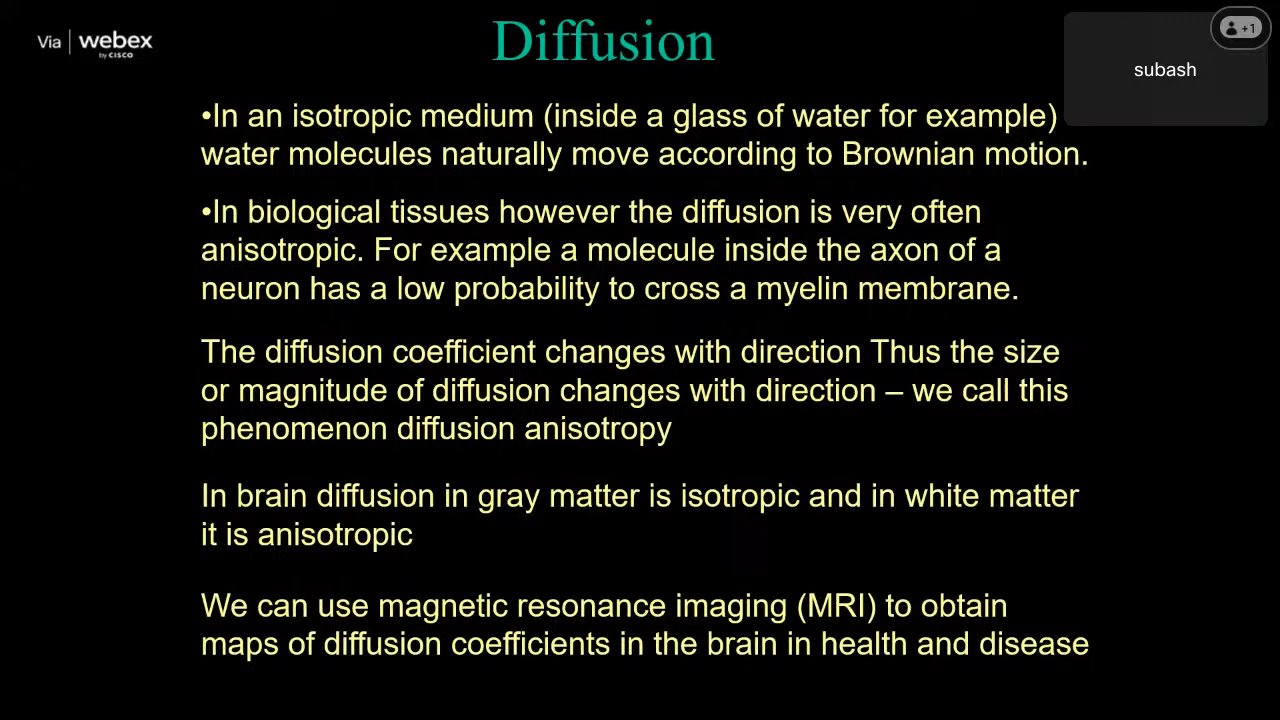 Via | webex
by CISCO
Diffusion
+1
subash
•In an isotropic medium (inside a glass of water for example)
water molecules naturally move according to Brownian motion.
•In biological tissues however the diffusion is very often
anisotropic. For example a molecule inside the axon of a
neuron has a low probability to cross a myelin membrane.
The diffusion coefficient changes with direction Thus the size
or magnitude of diffusion changes with direction – we call this
phenomenon diffusion anisotropy
In brain diffusion in gray matter is isotropic and in white matter
it is anisotropic
We can use magnetic resonance imaging (MRI) to obtain
maps of diffusion coefficients in the brain in health and disease